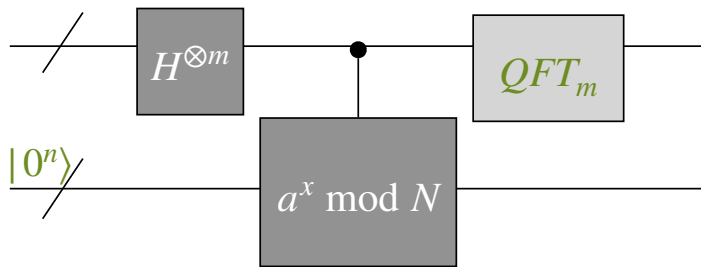 H^{⊗m}
QFT_m
|0^n⟩
a^x mod N